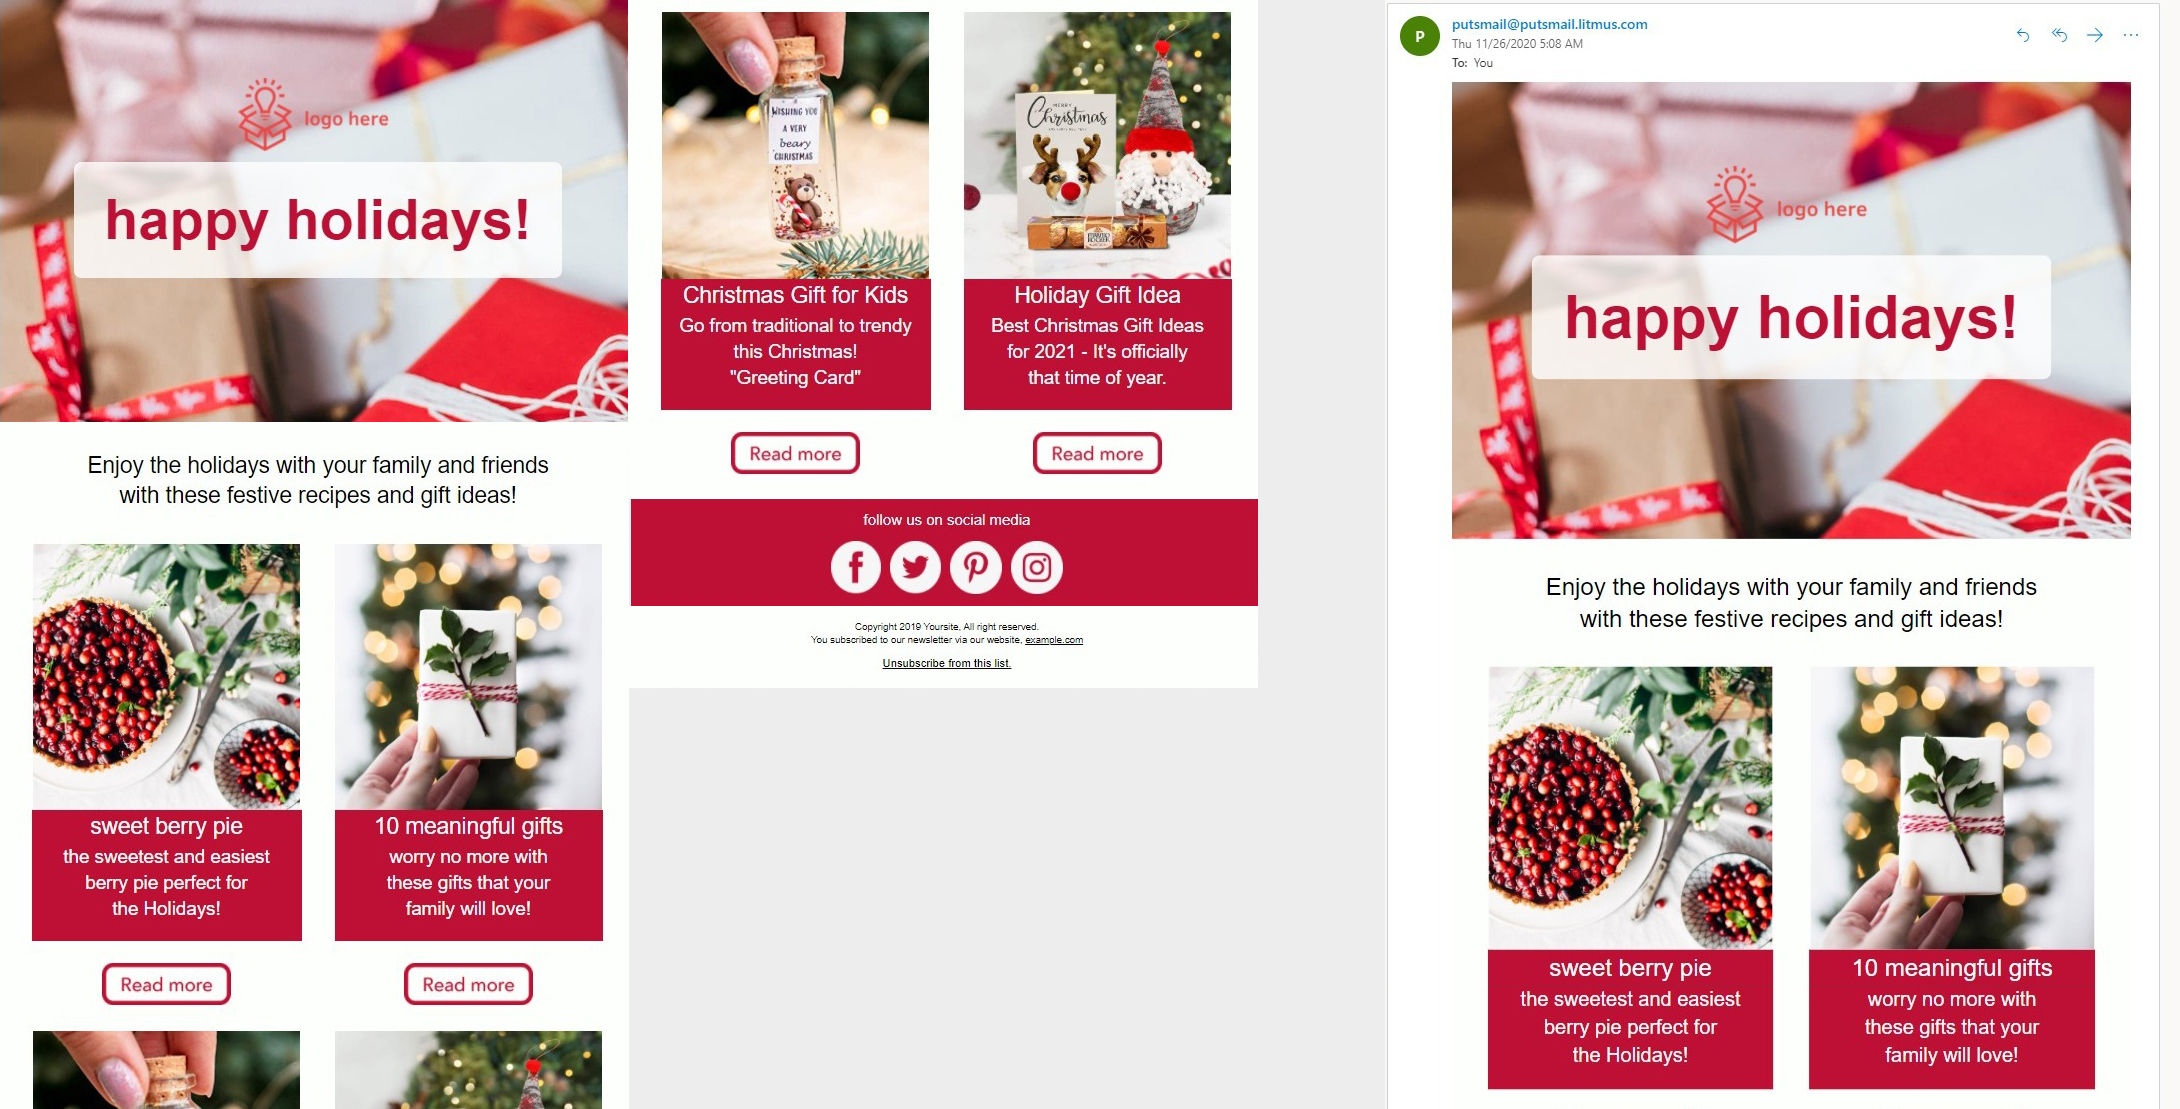 logo here
happy holidays!
Enjoy the holidays with your family and friends
with these festive recipes and gift ideas!
sweet berry pie
the sweetest and easiest
berry pie perfect for
the Holidays!
Read more
10 meaningful gifts
worry no more with
these gifts that your
family will love!
Read more
WISHING YOU
A VERY
beary
CHRISTMAS
Christmas Gift for Kids
Go from traditional to trendy
this Christmas!
"Greeting Card"
Read more
MERRY
Christmas
FERRERO
ROCHER
Holiday Gift Idea
Best Christmas Gift Ideas
for 2021 - It's officially
that time of year.
Read more
follow us on social media
Copyright 2019 Yoursite, All right reserved.
You subscribed to our newsletter via our website, example.com
Unsubscribe from this list.
P
putsmail@putsmail.litmus.com
Thu 11/26/2020 5:08 AM
To: You
logo here
happy holidays!
Enjoy the holidays with your family and friends
with these festive recipes and gift ideas!
sweet berry pie
the sweetest and easiest
berry pie perfect for
the Holidays!
10 meaningful gifts
worry no more with
these gifts that your
family will love!